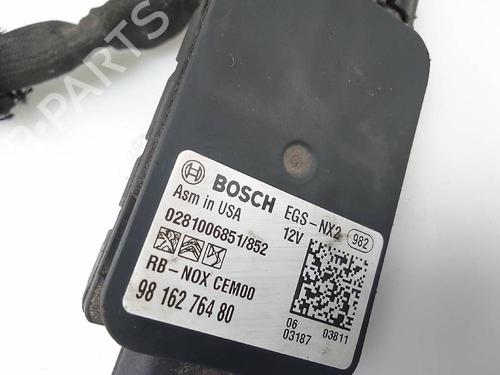 B-PARTS
BOSCH EGS-NX2 982
Asm in USA 12V
0281006851/852
RB-NOX CEM00
98 162 764 80
06 03811
03187